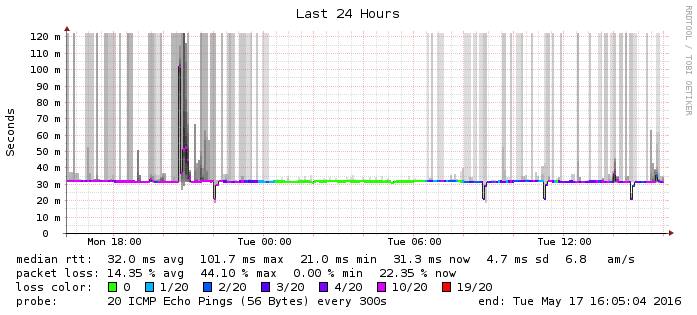 Last 24 Hours
RRDTOOL / TOBI OETIKER
Seconds
120 m
110 m
100 m
90 m
80 m
70 m
60 m
50 m
40 m
30 m
20 m
10 m
0
Mon 18:00 Tue 00:00 Tue 06:00 Tue 12:00
median rtt: 32.0 ms avg 101.7 ms max 21.0 ms min 31.3 ms now 4.7 ms sd 6.8 am/s
packet loss: 14.35 % avg 44.10 % max 0.00 % min 22.35 % now
loss color: 0 1/20 2/20 3/20 4/20 10/20 19/20
probe: 20 ICMP Echo Pings (56 Bytes) every 300s end: Tue May 17 16:05:04 2016